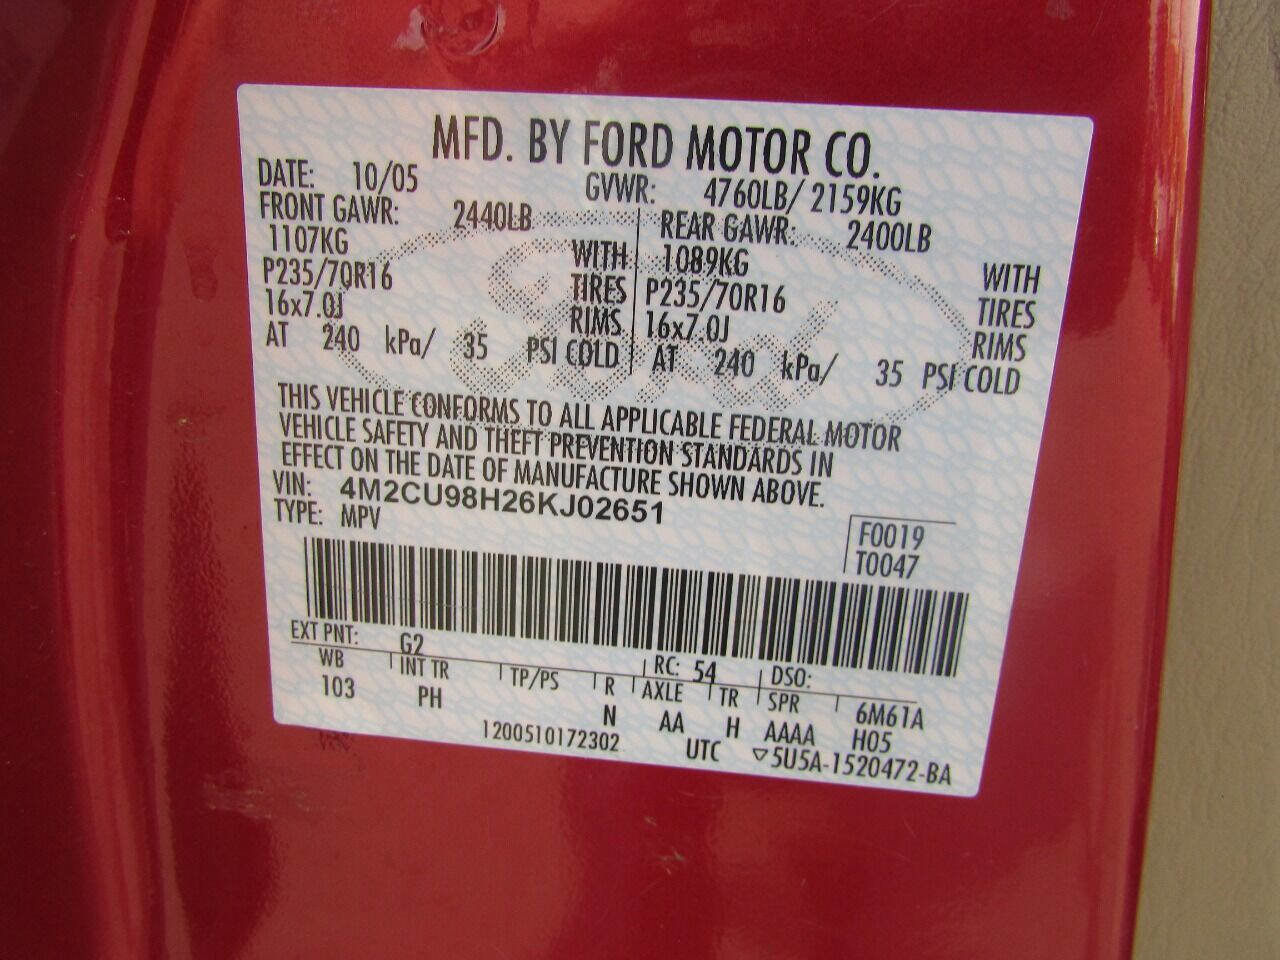 MFD. BY FORD MOTOR CO.
DATE: 10/05 GVWR: 4760LB/ 2159KG
FRONT GAWR: 2440LB REAR GAWR: 2400LB
1107KG WITH 1089KG WITH
P235/70R16 TIRES P235/70R16 TIRES
16x7.0J RIMS 16x7.0J RIMS
AT 240 kPa/ 35 PSI COLD AT 240 kPa/ 35 PSI COLD
Ford
THIS VEHICLE CONFORMS TO ALL APPLICABLE FEDERAL MOTOR
VEHICLE SAFETY AND THEFT PREVENTION STANDARDS IN
EFFECT ON THE DATE OF MANUFACTURE SHOWN ABOVE.
VIN: 4M2CU98H26KJ02651
TYPE: MPV
F0019
T0047
EXT PNT: G2 RC: 54 DSO:
WB INT TR TP/PS R AXLE TR SPR 6M61A
103 PH N AA H AAAA H05
1200510172302 UTC ▽5U5A-1520472-BA